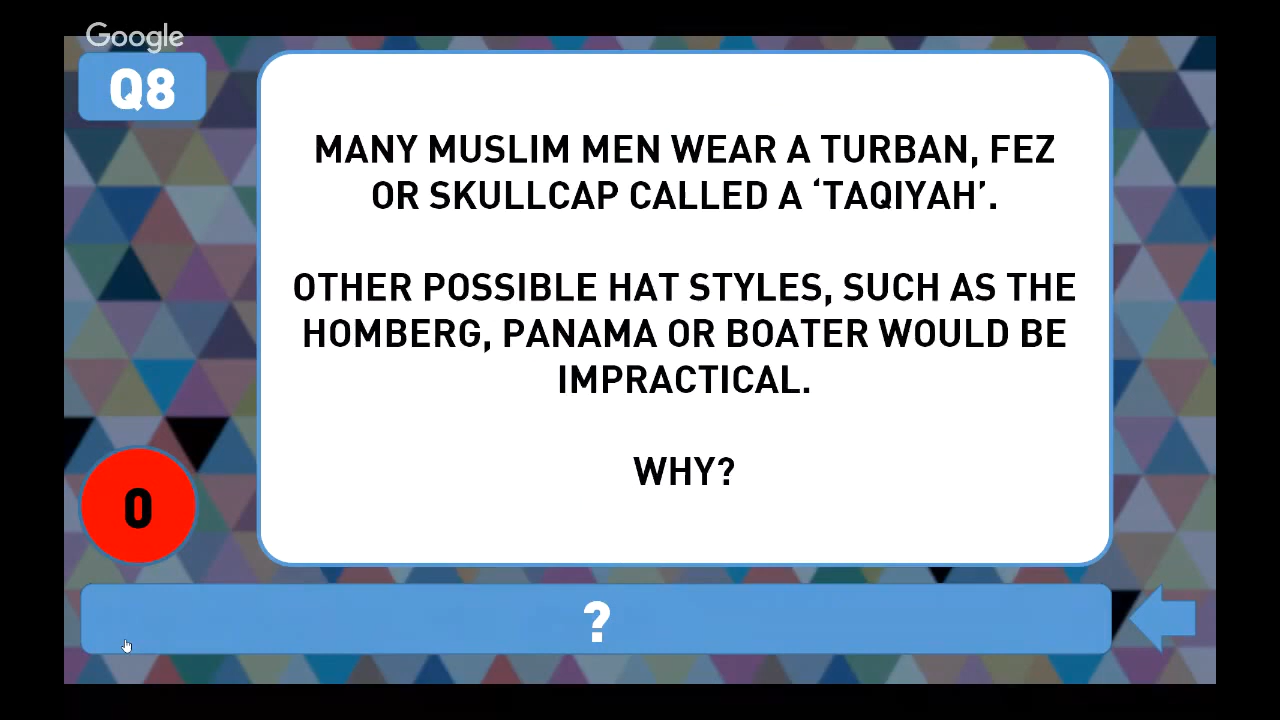 Google
Q8
MANY MUSLIM MEN WEAR A TURBAN, FEZ
OR SKULLCAP CALLED A ‘TAQIYAH’.
OTHER POSSIBLE HAT STYLES, SUCH AS THE
HOMBERG, PANAMA OR BOATER WOULD BE
IMPRACTICAL.
WHY?
0
?